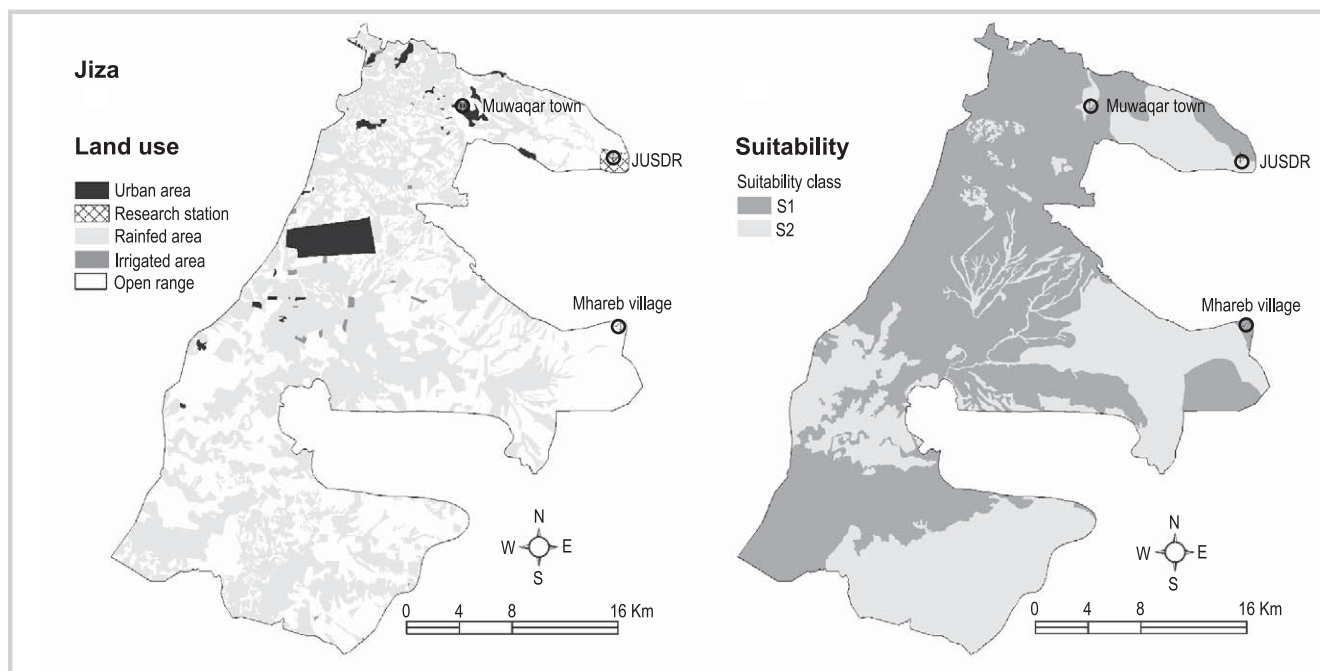 Jiza
Land use
Urban area
Research station
Rainfed area
Irrigated area
Open range
Muwaqar town
JUSDR
Mhareb village
N
W E
S
0 4 8 16 Km
Suitability
Suitability class
S1
S2
Muwaqar town
JUSDR
Mhareb village
N
W E
S
0 4 8 16 Km